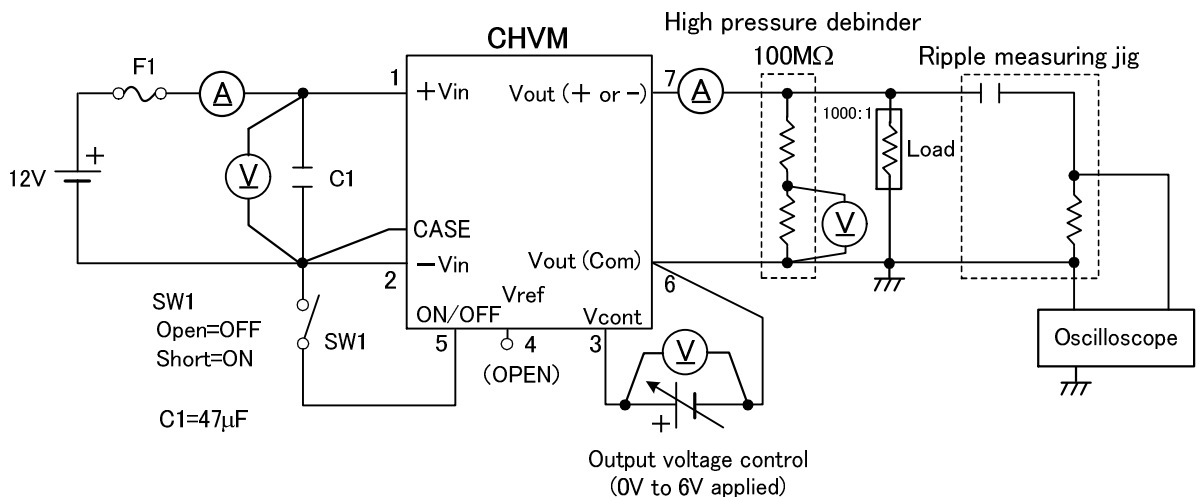 High pressure debinder
100MΩ
CHVM
Ripple measuring jig
F1
A
1
+Vin
Vout (+ or -)
7
A
1000:1
Load
12V
+
V
C1
CASE
V
-Vin
2
Vout (Com)
6
SW1
Open=OFF
Short=ON
SW1
Vref
ON/OFF
Vcont
5
4
3
(OPEN)
V
Oscilloscope
C1=47μF
+
Output voltage control
(0V to 6V applied)